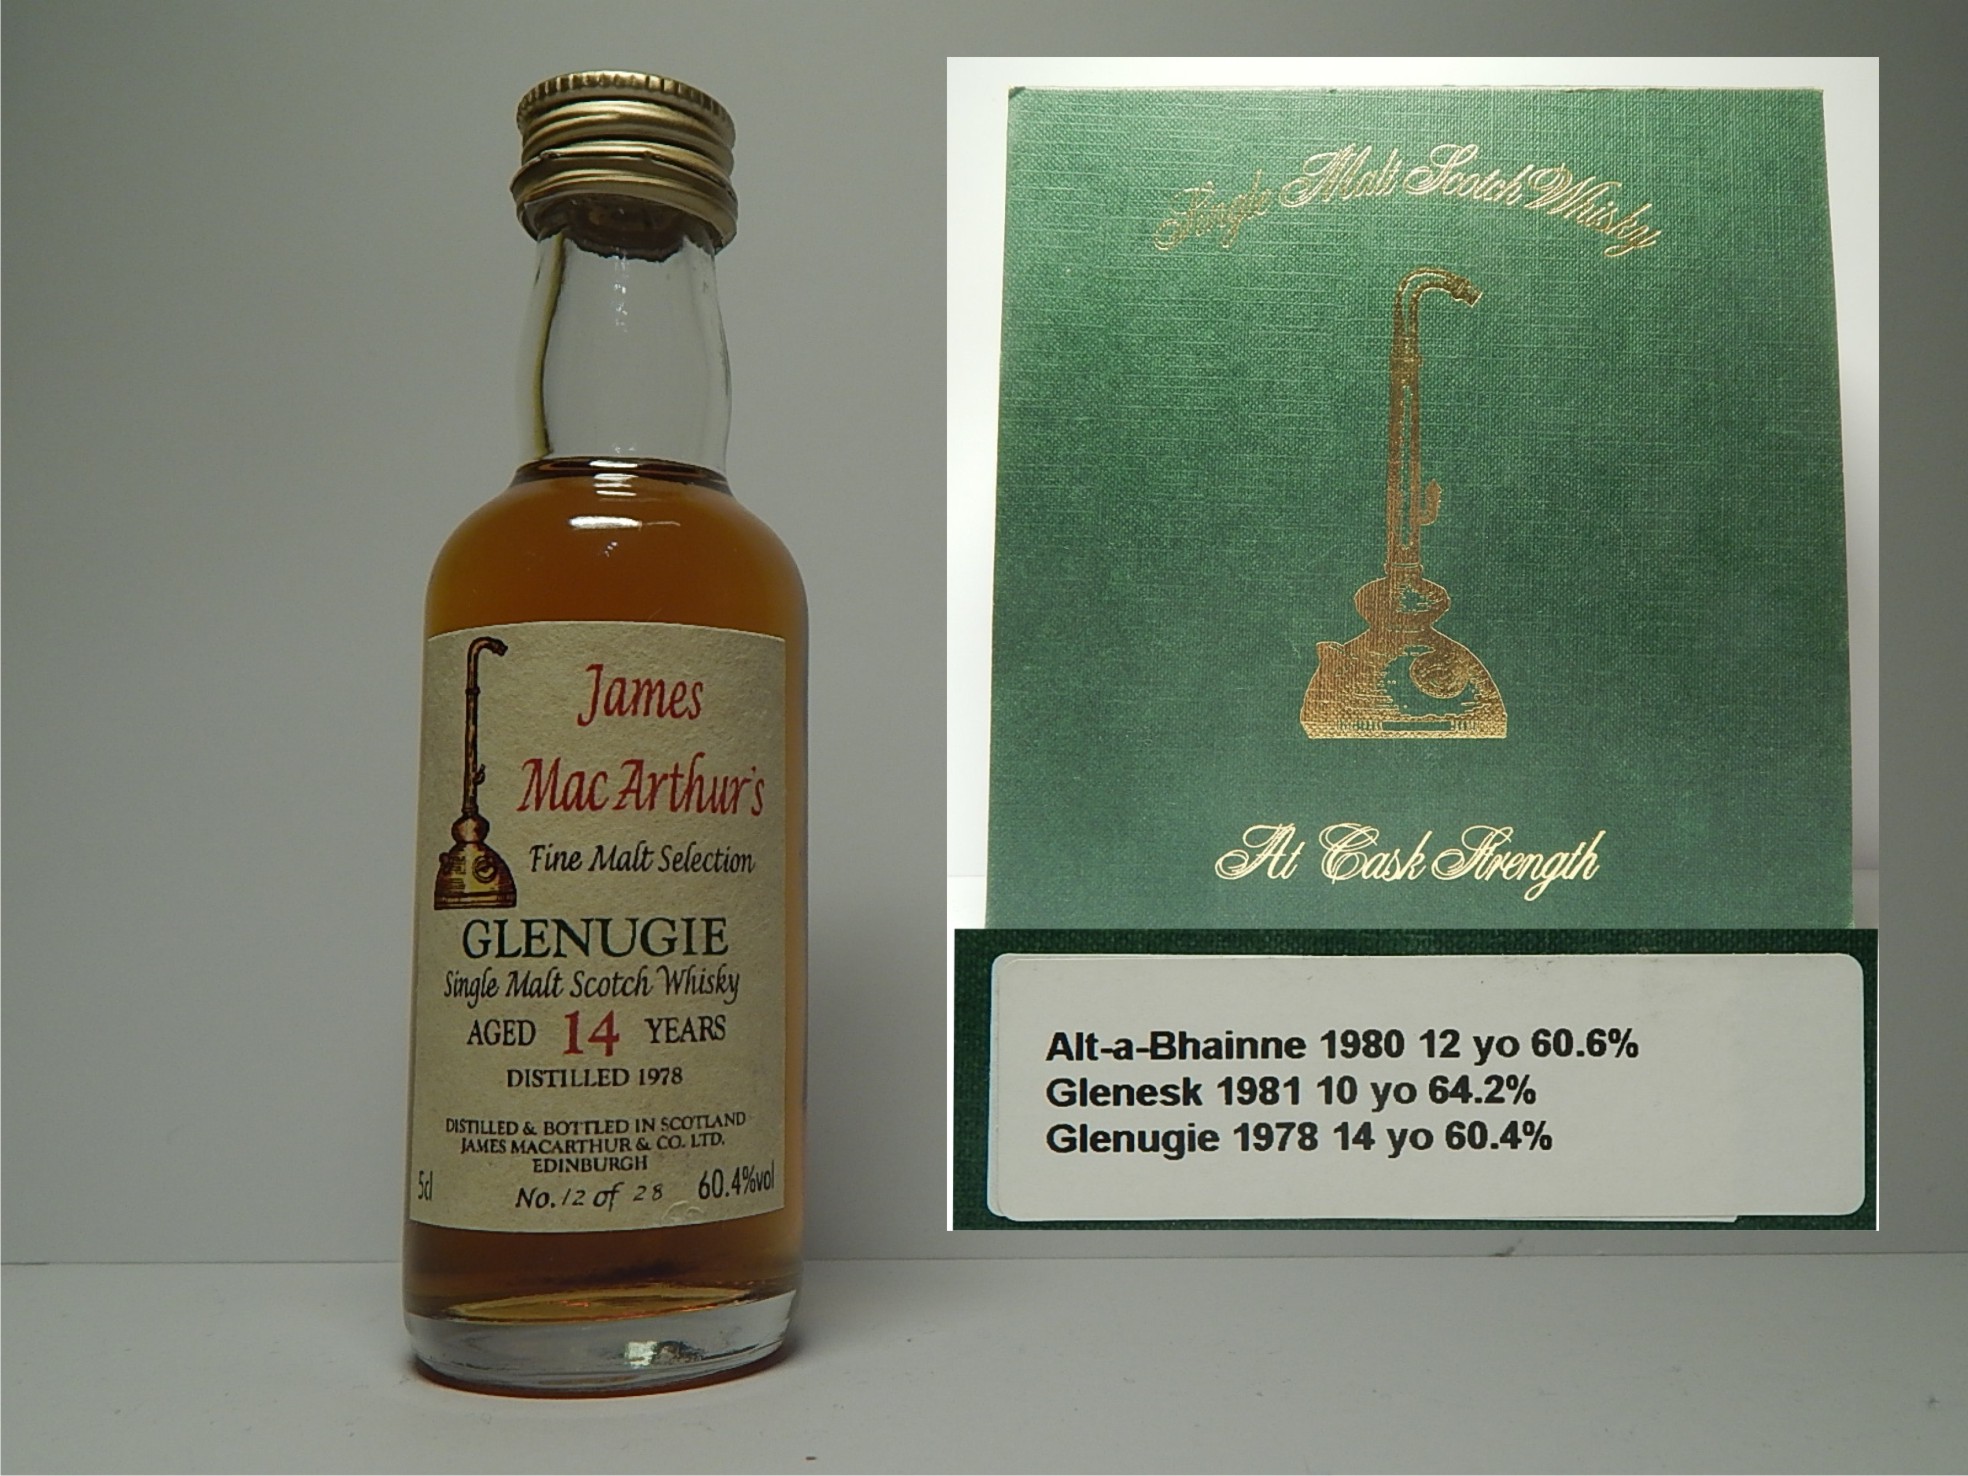 James
Mac Arthur's
Fine Malt Selection
GLENUGIE
Single Malt Scotch Whisky
AGED 14 YEARS
DISTILLED 1978
DISTILLED & BOTTLED IN SCOTLAND
JAMES MACARTHUR & CO. LTD.
EDINBURGH
5cl No. 12 of 28 60.4%vol
Single Malt Scotch Whisky
At Cask Strength
Alt-a-Bhainne 1980 12 yo 60.6%
Glenesk 1981 10 yo 64.2%
Glenugie 1978 14 yo 60.4%